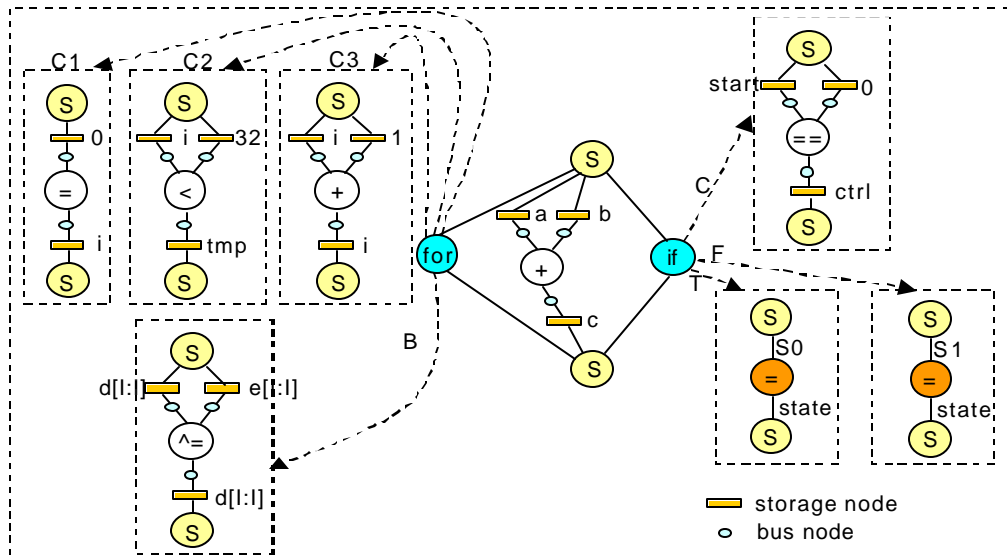 C1 C2 C3
S S S S
start 0
0 i 32 i 1
= < + ==
S
C
a b
ctrl
i tmp i
for + if F
S S S S
T
c
S S
B
S
S
S0 S1
d[I:I] e[I:I]
= =
^=
state state
S S
d[I:I]
storage node
S
bus node